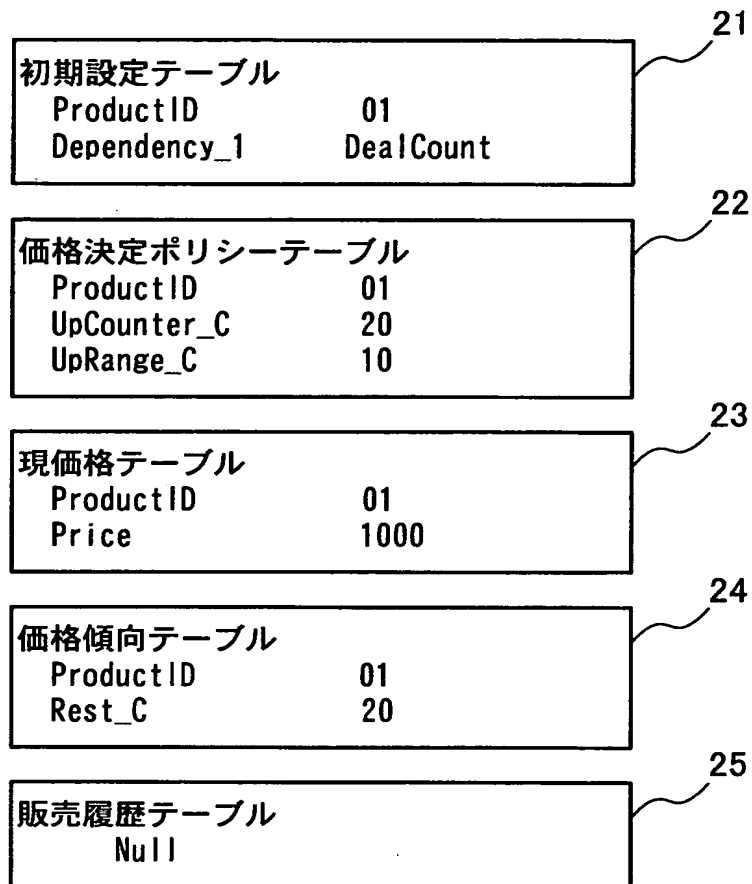 21
初期設定テーブル
ProductID 01
Dependency_1 DealCount
22
価格決定ポリシーテーブル
ProductID 01
UpCounter_C 20
UpRange_C 10
23
現価格テーブル
ProductID 01
Price 1000
24
価格傾向テーブル
ProductID 01
Rest_C 20
25
販売履歴テーブル
Null